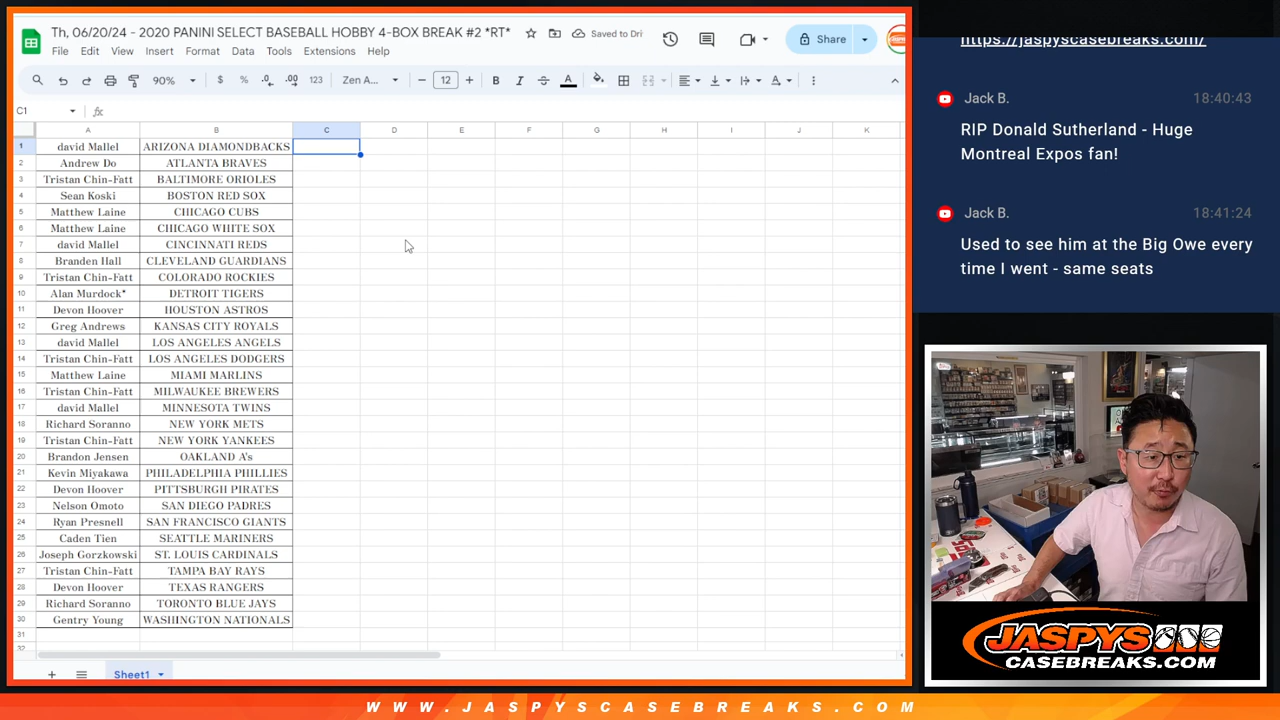 Th, 06/20/24 - 2020 PANINI SELECT BASEBALL HOBBY 4-BOX BREAK #2 *RT*
Saved to Dri
Share
File Edit View Insert Format Data Tools Extensions Help
90% $ % .0 .00 123 Zen A... 12 B I A
C1 fx
A B C D E F G H I J K
1 david Mallel ARIZONA DIAMONDBACKS
2 Andrew Do ATLANTA BRAVES
3 Tristan Chin-Fatt BALTIMORE ORIOLES
4 Sean Koski BOSTON RED SOX
5 Matthew Laine CHICAGO CUBS
6 Matthew Laine CHICAGO WHITE SOX
7 david Mallel CINCINNATI REDS
8 Branden Hall CLEVELAND GUARDIANS
9 Tristan Chin-Fatt COLORADO ROCKIES
10 Alan Murdock* DETROIT TIGERS
11 Devon Hoover HOUSTON ASTROS
12 Greg Andrews KANSAS CITY ROYALS
13 david Mallel LOS ANGELES ANGELS
14 Tristan Chin-Fatt LOS ANGELES DODGERS
15 Matthew Laine MIAMI MARLINS
16 Tristan Chin-Fatt MILWAUKEE BREWERS
17 david Mallel MINNESOTA TWINS
18 Richard Soranno NEW YORK METS
19 Tristan Chin-Fatt NEW YORK YANKEES
20 Brandon Jensen OAKLAND A's
21 Kevin Miyakawa PHILADELPHIA PHILLIES
22 Devon Hoover PITTSBURGH PIRATES
23 Nelson Omoto SAN DIEGO PADRES
24 Ryan Presnell SAN FRANCISCO GIANTS
25 Caden Tien SEATTLE MARINERS
26 Joseph Gorzkowski ST. LOUIS CARDINALS
27 Tristan Chin-Fatt TAMPA BAY RAYS
28 Devon Hoover TEXAS RANGERS
29 Richard Soranno TORONTO BLUE JAYS
30 Gentry Young WASHINGTON NATIONALS
31
32
Sheet1
https://jaspyscasebreaks.com/
Jack B. 18:40:43
RIP Donald Sutherland - Huge
Montreal Expos fan!
Jack B. 18:41:24
Used to see him at the Big Owe every
time I went - same seats
JASPYS
CASEBREAKS.COM
WWW.JASPYSCASEBREAKS.COM